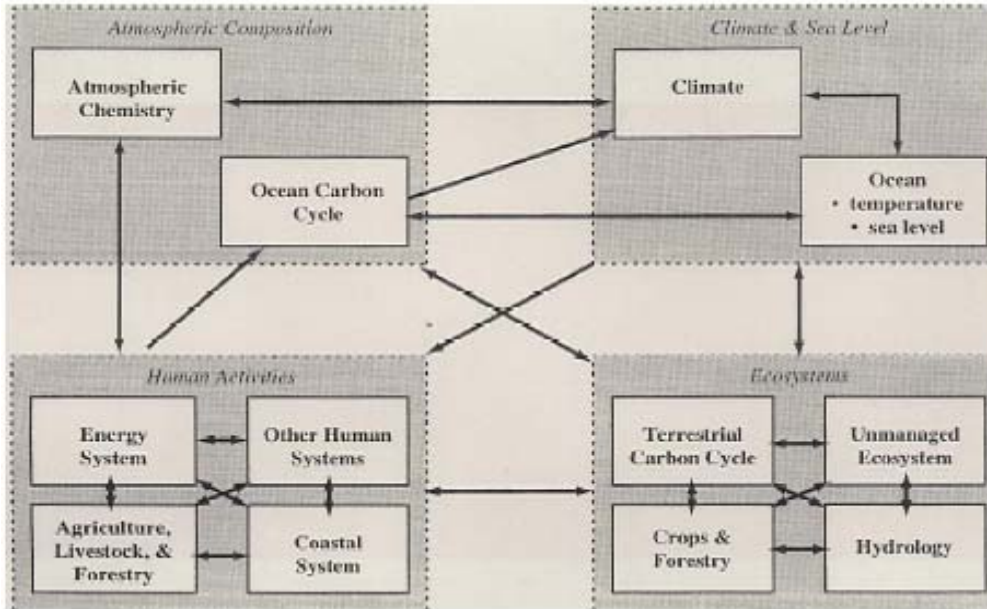 Atmospheric Composition
Atmospheric
Chemistry
Ocean Carbon
Cycle
Climate & Sea Level
Climate
Ocean
• temperature
• sea level
Human Activities
Energy
System
Other Human
Systems
Agriculture,
Livestock, &
Forestry
Coastal
System
Ecosystems
Terrestrial
Carbon Cycle
Unmanaged
Ecosystem
Crops &
Forestry
Hydrology